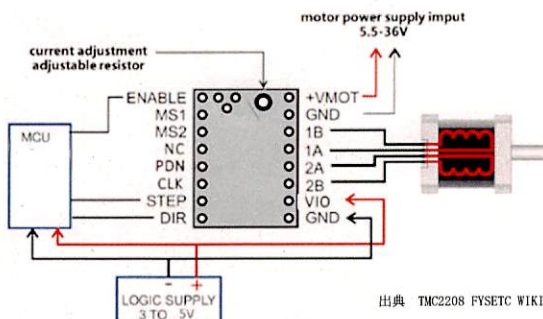 motor power supply imput
5.5-36V
current adjustment
adjustable resistor
ENABLE
MS1
MS2
NC
PDN
CLK
STEP
DIR
+VMOT
GND
1B
1A
2A
2B
VIO
GND
MCU
- +
LOGIC SUPPLY
3 TO 5V
出典 TMC2208 FYSETC WIKI